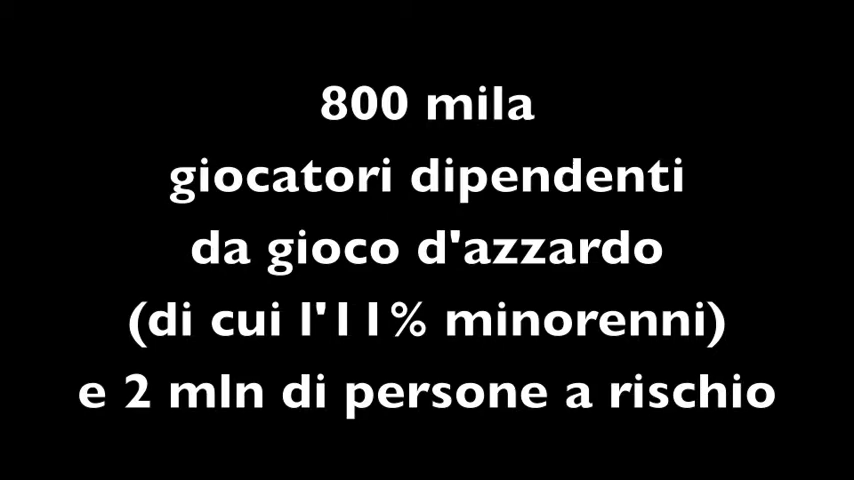 800 mila
giocatori dipendenti
da gioco d'azzardo
(di cui l'11% minorenni)
e 2 mln di persone a rischio